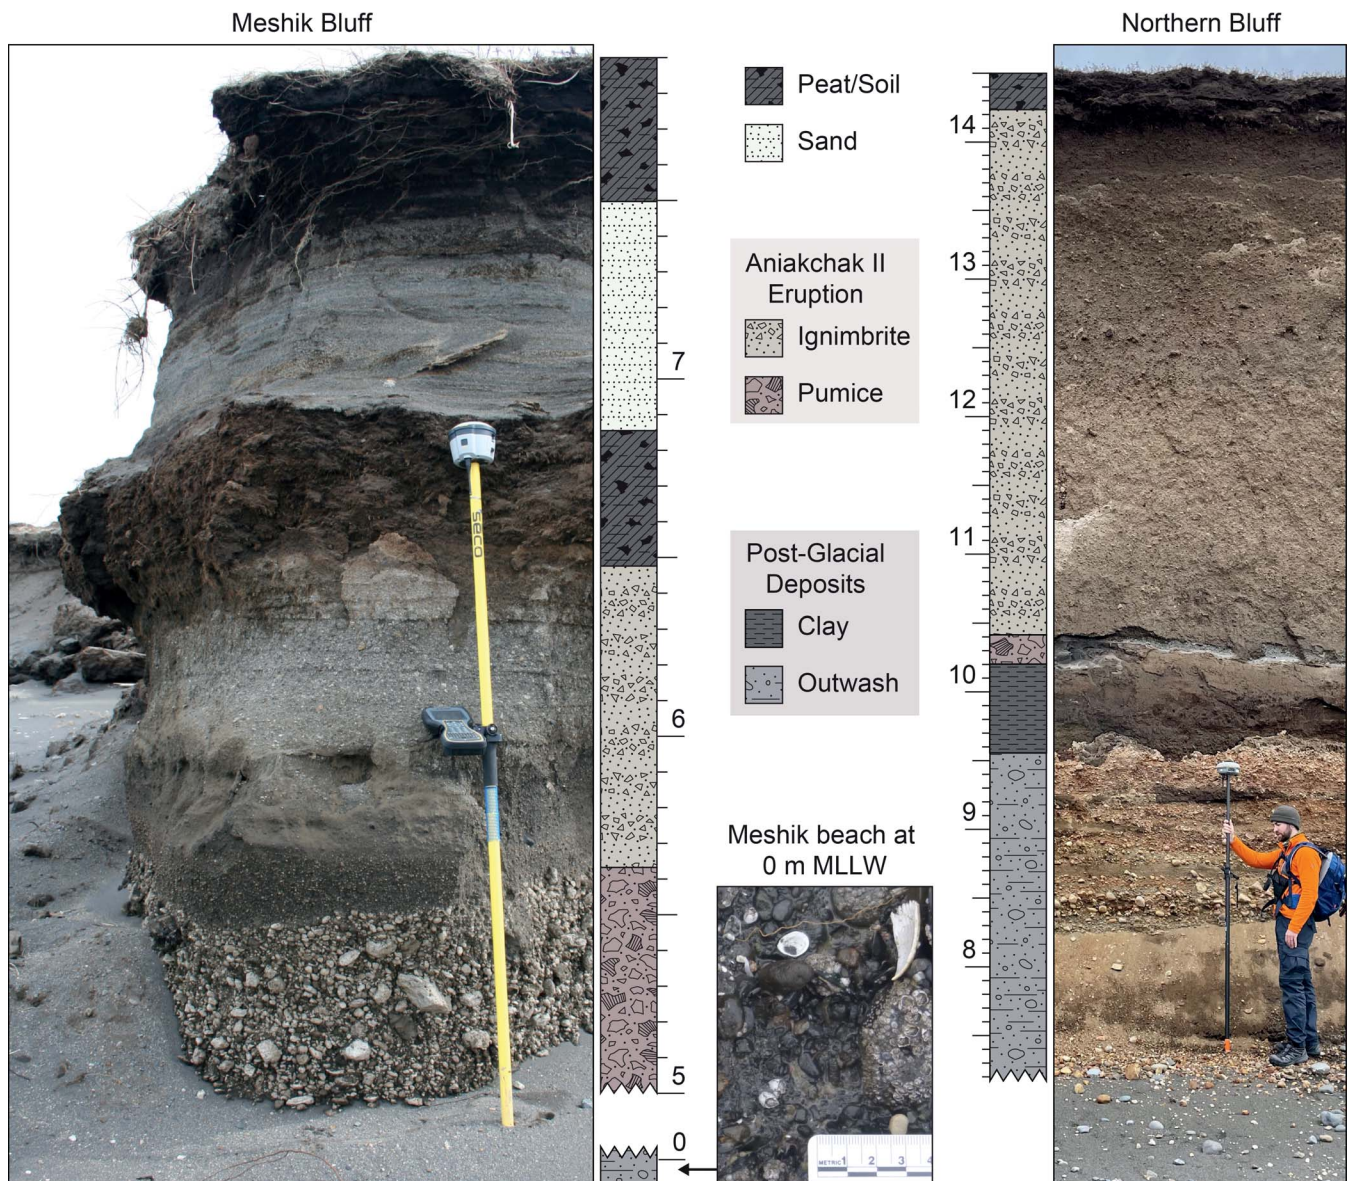 Meshik Bluff
Northern Bluff
Peat/Soil
Sand
Aniakchak II
Eruption
Ignimbrite
Pumice
Post-Glacial
Deposits
Clay
Outwash
Meshik beach at
0 m MLLW
7
6
5
0
14
13
12
11
10
9
8
seco
METRIC 1 2 3 4